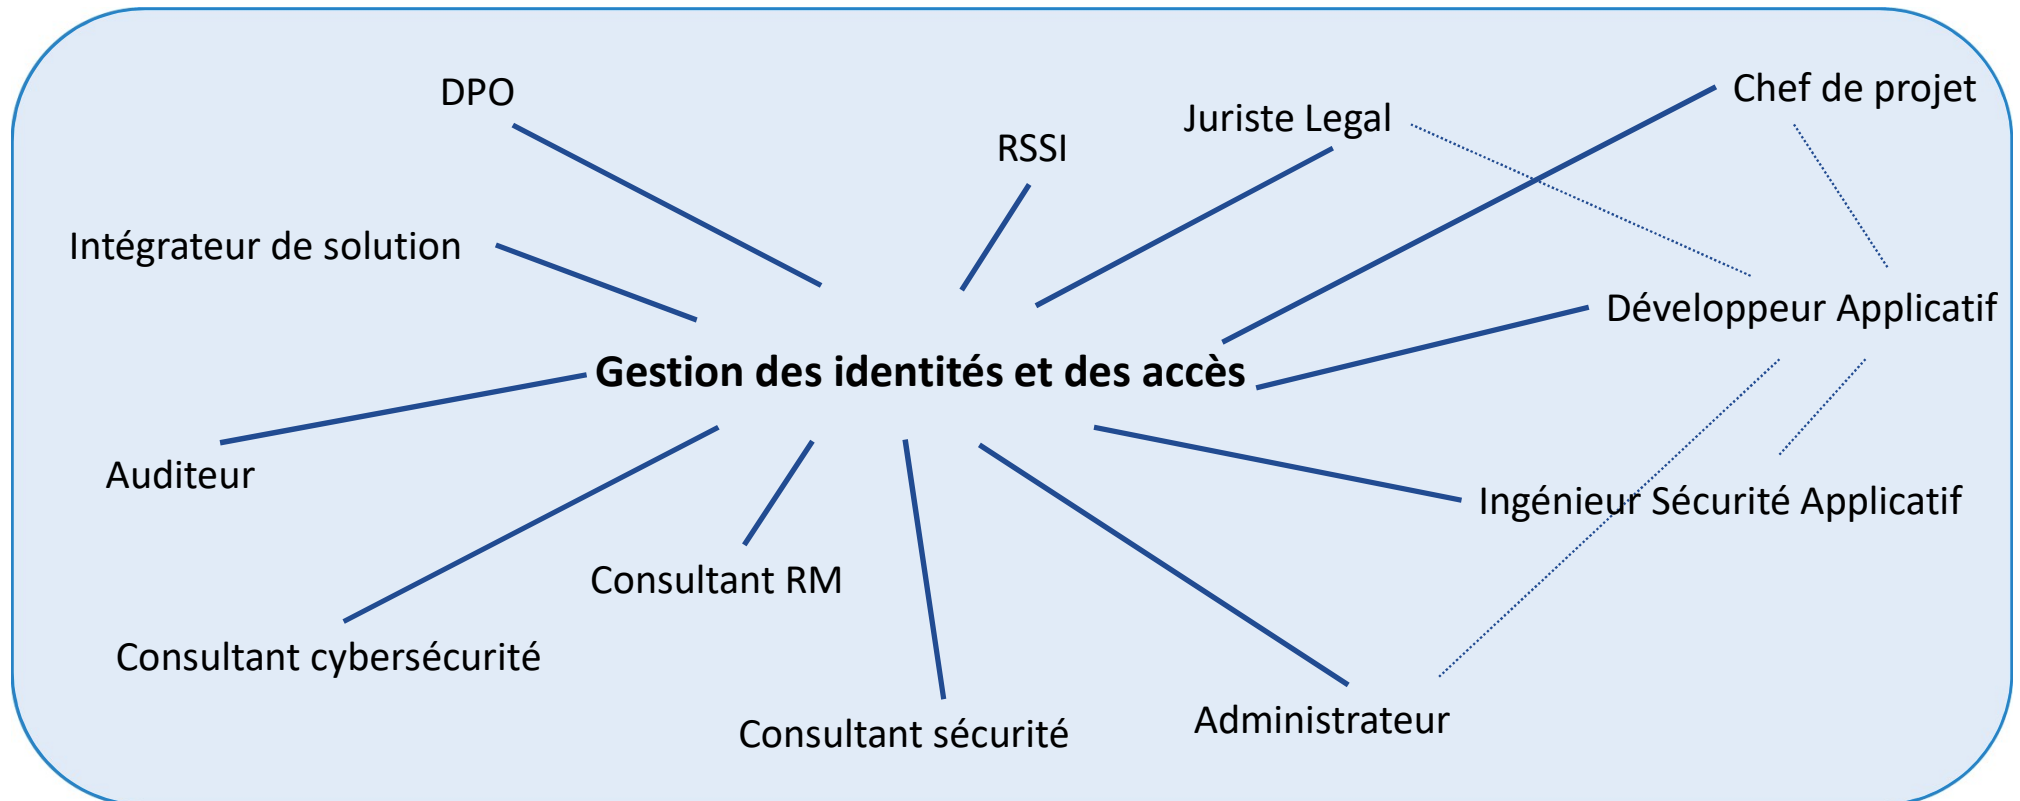 DPO
Chef de projet
Juriste Legal
RSSI
Intégrateur de solution
Développeur Applicatif
Gestion des identités et des accès
Auditeur
Ingénieur Sécurité Applicatif
Consultant RM
Consultant cybersécurité
Administrateur
Consultant sécurité